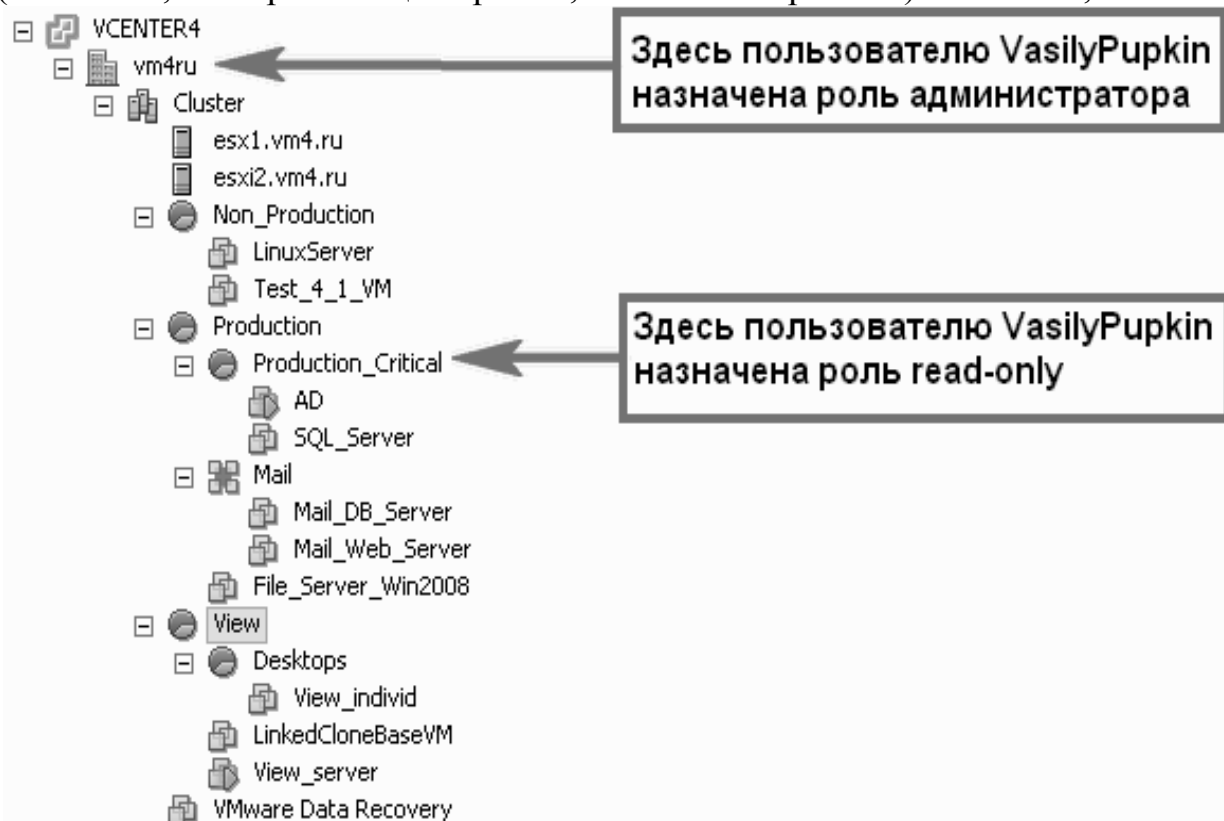 VCENTER4
vm4ru
Cluster
esx1.vm4.ru
esxi2.vm4.ru
Non_Production
LinuxServer
Test_4_1_VM
Production
Production_Critical
AD
SQL_Server
Mail
Mail_DB_Server
Mail_Web_Server
File_Server_Win2008
View
Desktops
View_individ
LinkedCloneBaseVM
View_server
VMware Data Recovery
Здесь пользователю VasilyPupkin
назначена роль администратора
Здесь пользователю VasilyPupkin
назначена роль read-only